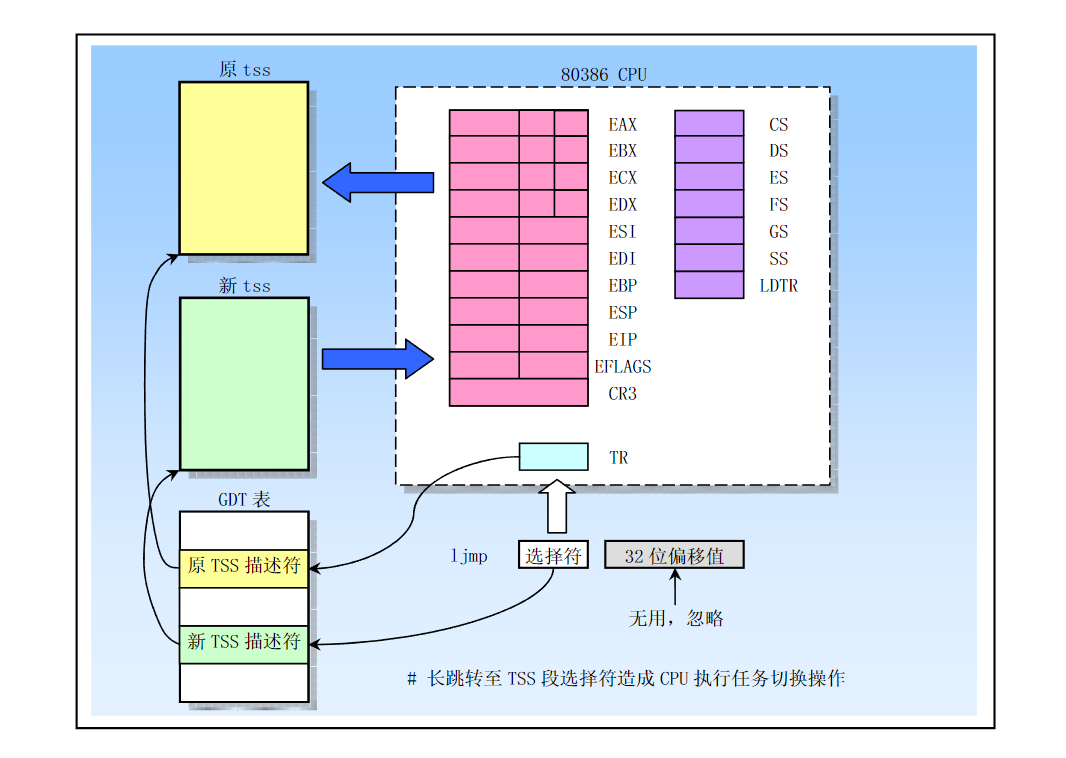 原 tss
80386 CPU
EAX
EBX
ECX
EDX
ESI
EDI
EBP
ESP
EIP
EFLAGS
CR3
CS
DS
ES
FS
GS
SS
LDTR
TR
新 tss
GDT 表
原 TSS 描述符
新 TSS 描述符
ljmp
选择符
32 位偏移值
无用，忽略
# 长跳转至 TSS 段选择符造成 CPU 执行任务切换操作